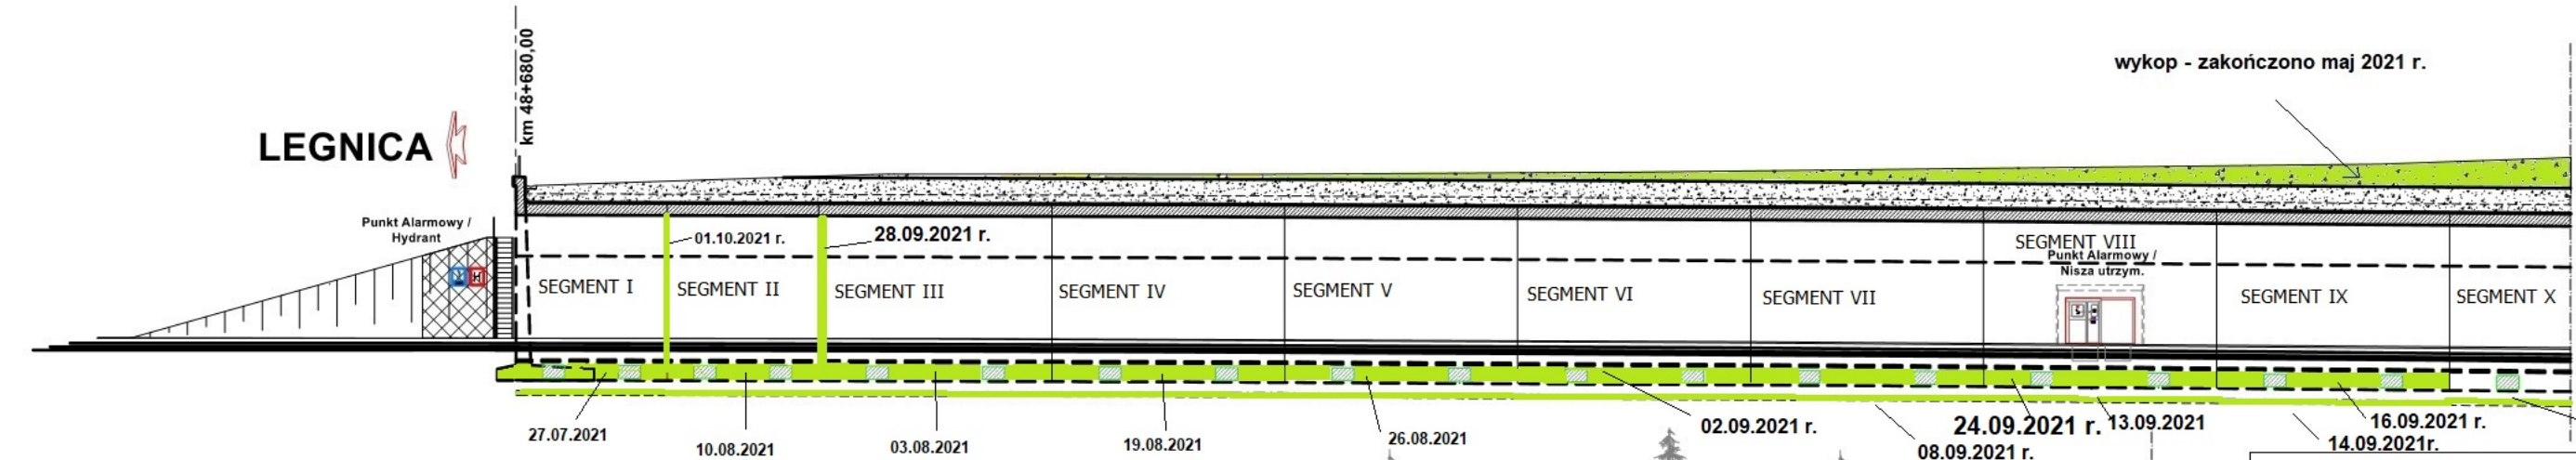 km 48+680,00
wykop - zakończono maj 2021 r.
LEGNICA
Punkt Alarmowy /
Hydrant
H
01.10.2021 r.
28.09.2021 r.
SEGMENT I
SEGMENT II
SEGMENT III
SEGMENT IV
SEGMENT V
SEGMENT VI
SEGMENT VII
SEGMENT VIII
Punkt Alarmowy /
Nisza utrzym.
SEGMENT IX
SEGMENT X
27.07.2021
10.08.2021
03.08.2021
19.08.2021
26.08.2021
02.09.2021 r.
08.09.2021 r.
24.09.2021 r.
13.09.2021
14.09.2021r.
16.09.2021 r.